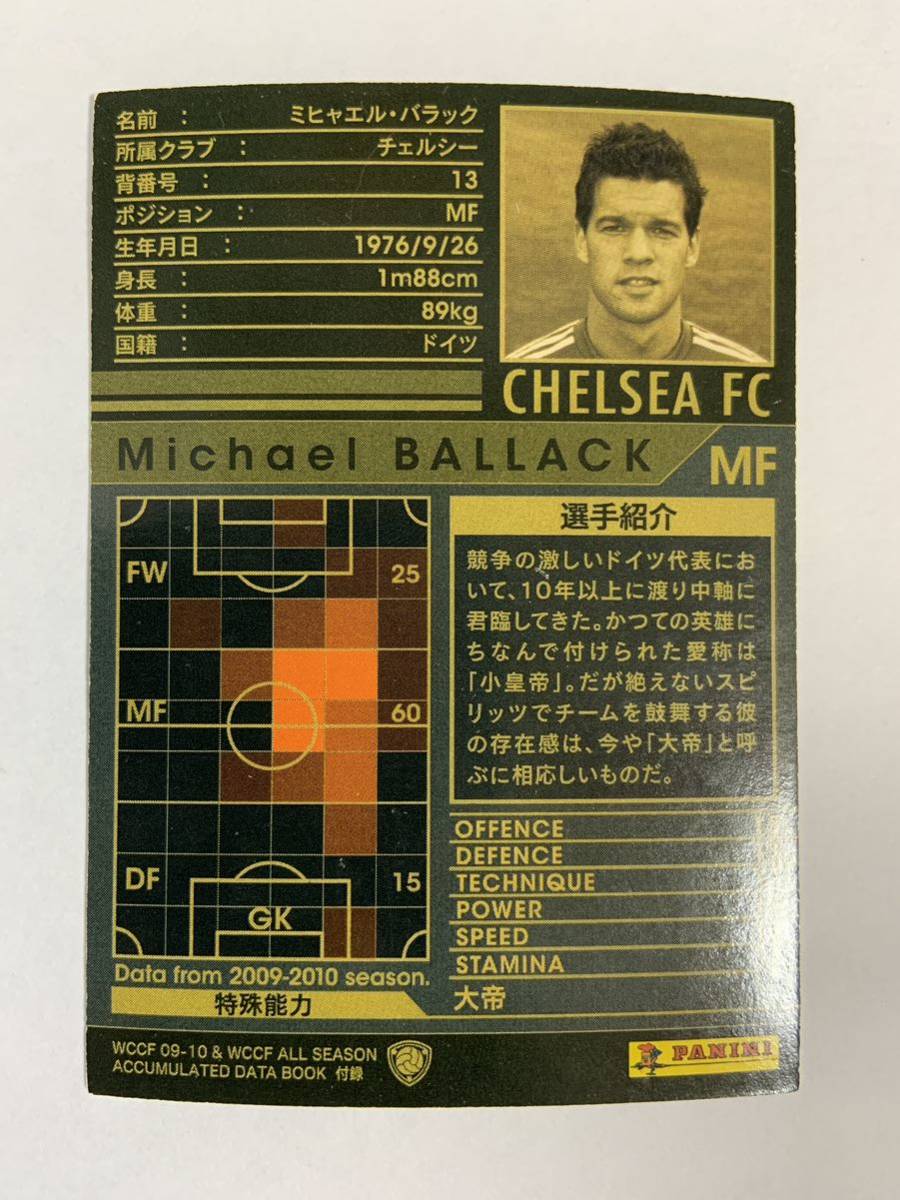 名前 : ミヒャエル・バラック
所属クラブ : チェルシー
背番号 : 13
ポジション : MF
生年月日 : 1976/9/26
身長 : 1m88cm
体重 : 89kg
国籍 : ドイツ
CHELSEA FC
Michael BALLACK
MF
FW 25
MF 60
DF 15
GK
Data from 2009-2010 season.
特殊能力
選手紹介
競争の激しいドイツ代表にお
いて、10年以上に渡り中軸に
君臨してきた。かつての英雄に
ちなんで付けられた愛称は
「小皇帝」。だが絶えないスピ
リッツでチームを鼓舞する彼
の存在感は、今や「大帝」と呼
ぶに相応しいものだ。
OFFENCE
DEFENCE
TECHNIQUE
POWER
SPEED
STAMINA
大帝
WCCF 09-10 & WCCF ALL SEASON
ACCUMULATED DATA BOOK 付録
PANINI